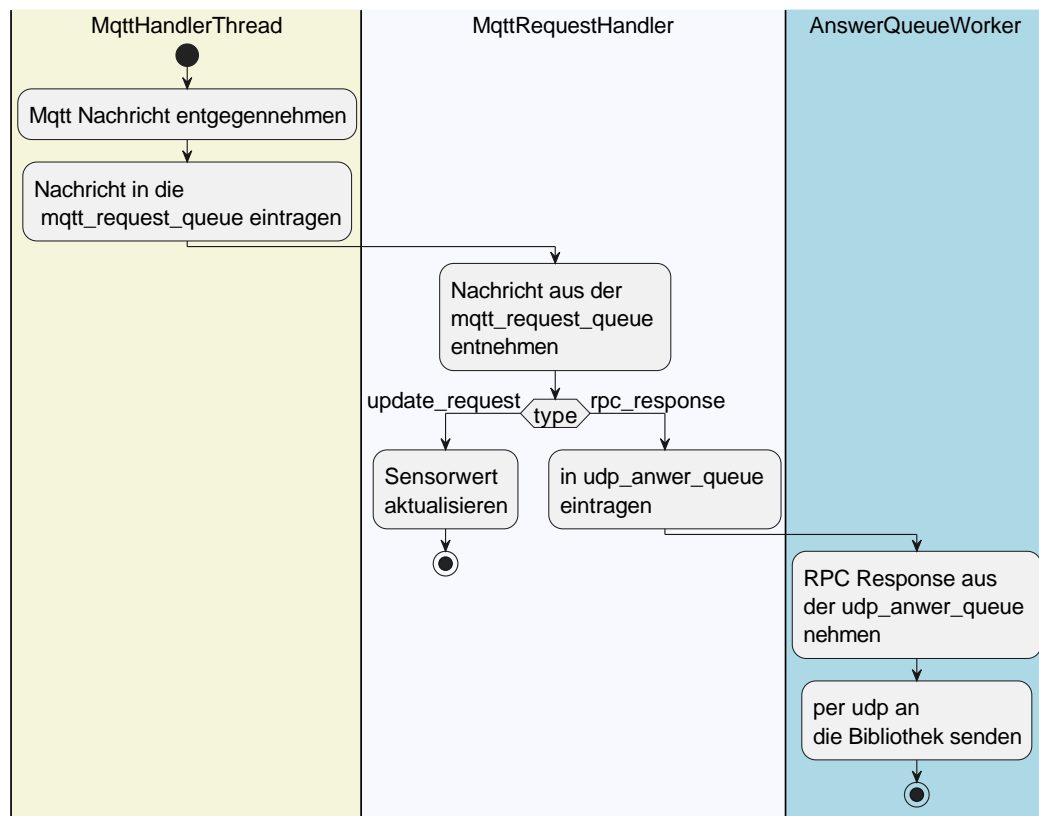 MqttHandlerThread
MqttRequestHandler
AnswerQueueWorker
Mqtt Nachricht entgegennehmen
Nachricht in die
mqtt_request_queue eintragen
Nachricht aus der
mqtt_request_queue
entnehmen
update_request
type
rpc_response
Sensorwert
aktualisieren
in udp_anwer_queue
eintragen
RPC Response aus
der udp_anwer_queue
nehmen
per udp an
die Bibliothek senden